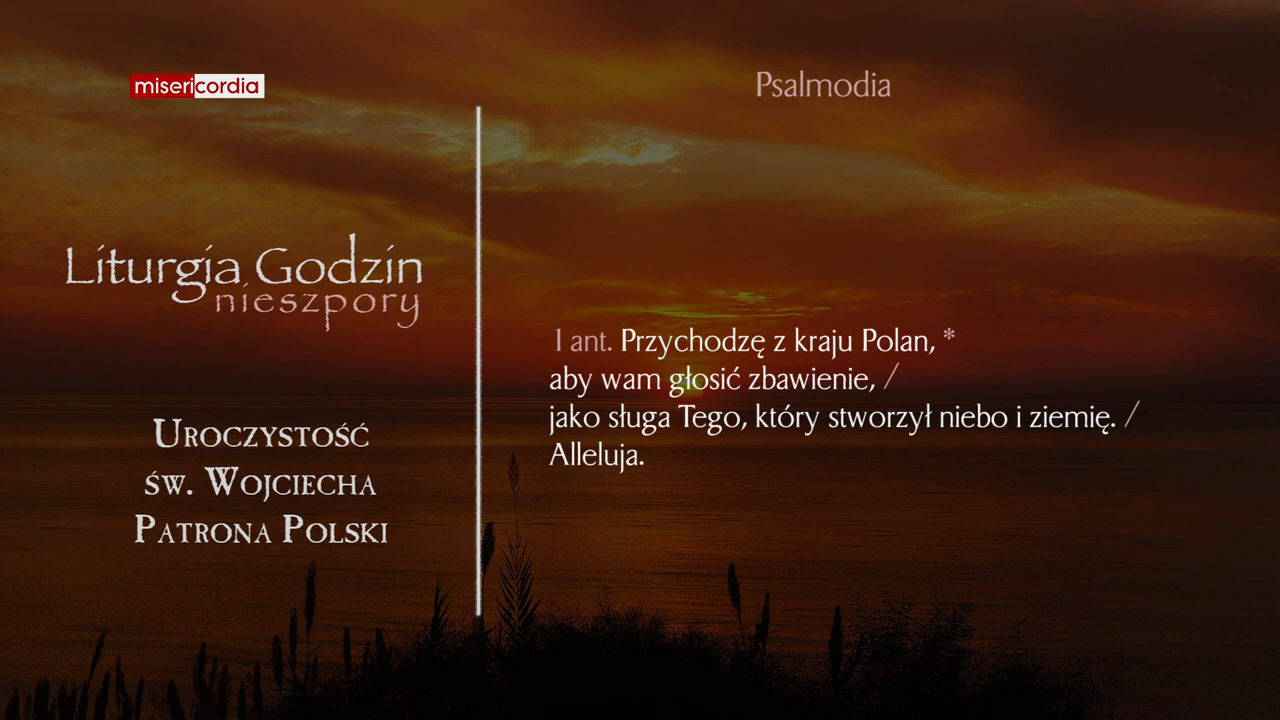 misericordia
Psalmodia
Liturgia Godzin
nieszpory
Uroczystość
św. Wojciecha
Patrona Polski
1 ant. Przychodzę z kraju Polan, *
aby wam głosić zbawienie, /
jako sługa Tego, który stworzył niebo i ziemię. /
Alleluja.